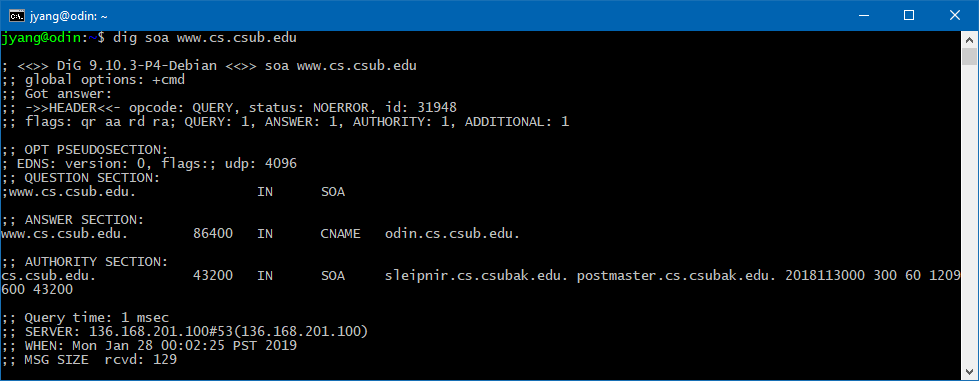 jyang@odin: ~
jyang@odin:~$ dig soa www.cs.csub.edu
; <<>> DiG 9.10.3-P4-Debian <<>> soa www.cs.csub.edu
;; global options: +cmd
;; Got answer:
;; ->>HEADER<<- opcode: QUERY, status: NOERROR, id: 31948
;; flags: qr aa rd ra; QUERY: 1, ANSWER: 1, AUTHORITY: 1, ADDITIONAL: 1
;; OPT PSEUDOSECTION:
; EDNS: version: 0, flags:; udp: 4096
;; QUESTION SECTION:
;www.cs.csub.edu. IN SOA
;; ANSWER SECTION:
www.cs.csub.edu. 86400 IN CNAME odin.cs.csub.edu.
;; AUTHORITY SECTION:
cs.csub.edu. 43200 IN SOA sleipnir.cs.csubak.edu. postmaster.cs.csubak.edu. 2018113000 300 60 1209
600 43200
;; Query time: 1 msec
;; SERVER: 136.168.201.100#53(136.168.201.100)
;; WHEN: Mon Jan 28 00:02:25 PST 2019
;; MSG SIZE rcvd: 129